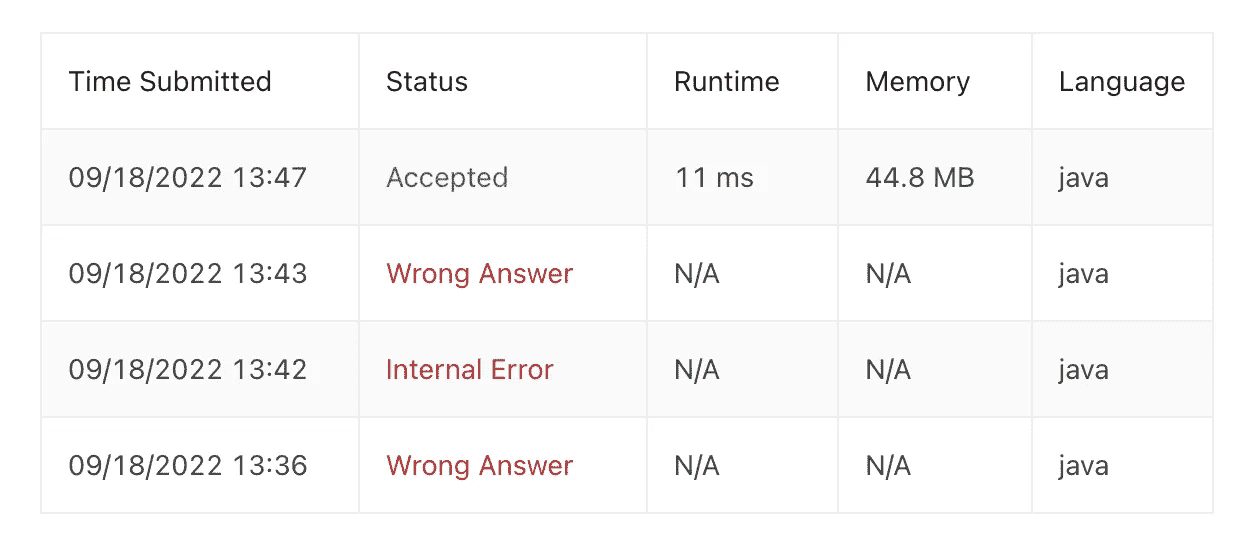 Time Submitted Status Runtime Memory Language
09/18/2022 13:47 Accepted 11 ms 44.8 MB java
09/18/2022 13:43 Wrong Answer N/A N/A java
09/18/2022 13:42 Internal Error N/A N/A java
09/18/2022 13:36 Wrong Answer N/A N/A java